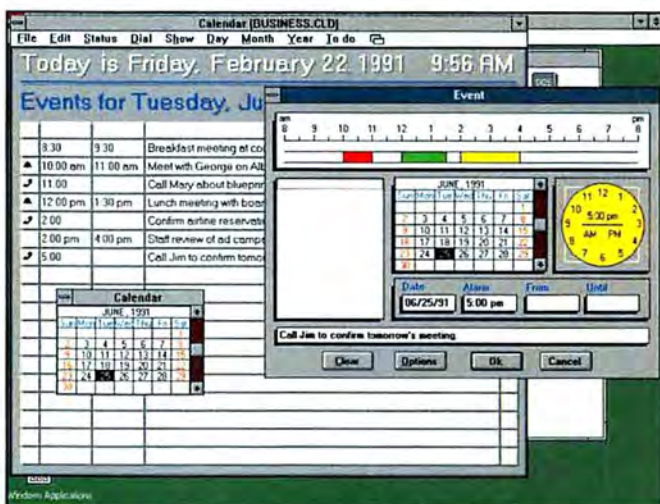 Calendar (BUSINESS.CLD)
File Edit Status Dial Show Day Month Year To do
Today is Friday, February 22 1991 9:56 AM
Events for Tuesday, Ju
8:30 9:30 Breakfast meeting at
10:00 am 11:00 am Meet with George on
11:00 Call Mary about
12:00 pm 1:30 pm Lunch meeting with
2:00 Confirm airline
2:00 pm 4:00 pm Staff review of ad
5:00 Call Jim to confirm
Calendar
JUNE, 1991
Sun Mon Tue Wed Thu Fri Sat
1
2 3 4 5 6 7 8
9 10 11 12 13 14 15
16 17 18 19 20 21 22
23 24 25 26 27 28 29
30
Event
am pm
8 9 10 11 12 1 2 3 4 5 6 7 8
JUNE, 1991
Sun Mon Tue Wed Thu Fri Sat
1
2 3 4 5 6 7 8
9 10 11 12 13 14 15
16 17 18 19 20 21 22
23 24 25 26 27 28 29
30
11 12 1
10 2
9 5:00 pm 3
AM PM
8 4
7 6 5
Date Alarm From Until
06/25/91 5:00 pm
Call Jim to confirm tomorrow's meeting
Clear Options Ok Cancel
DOS
Windows Applications